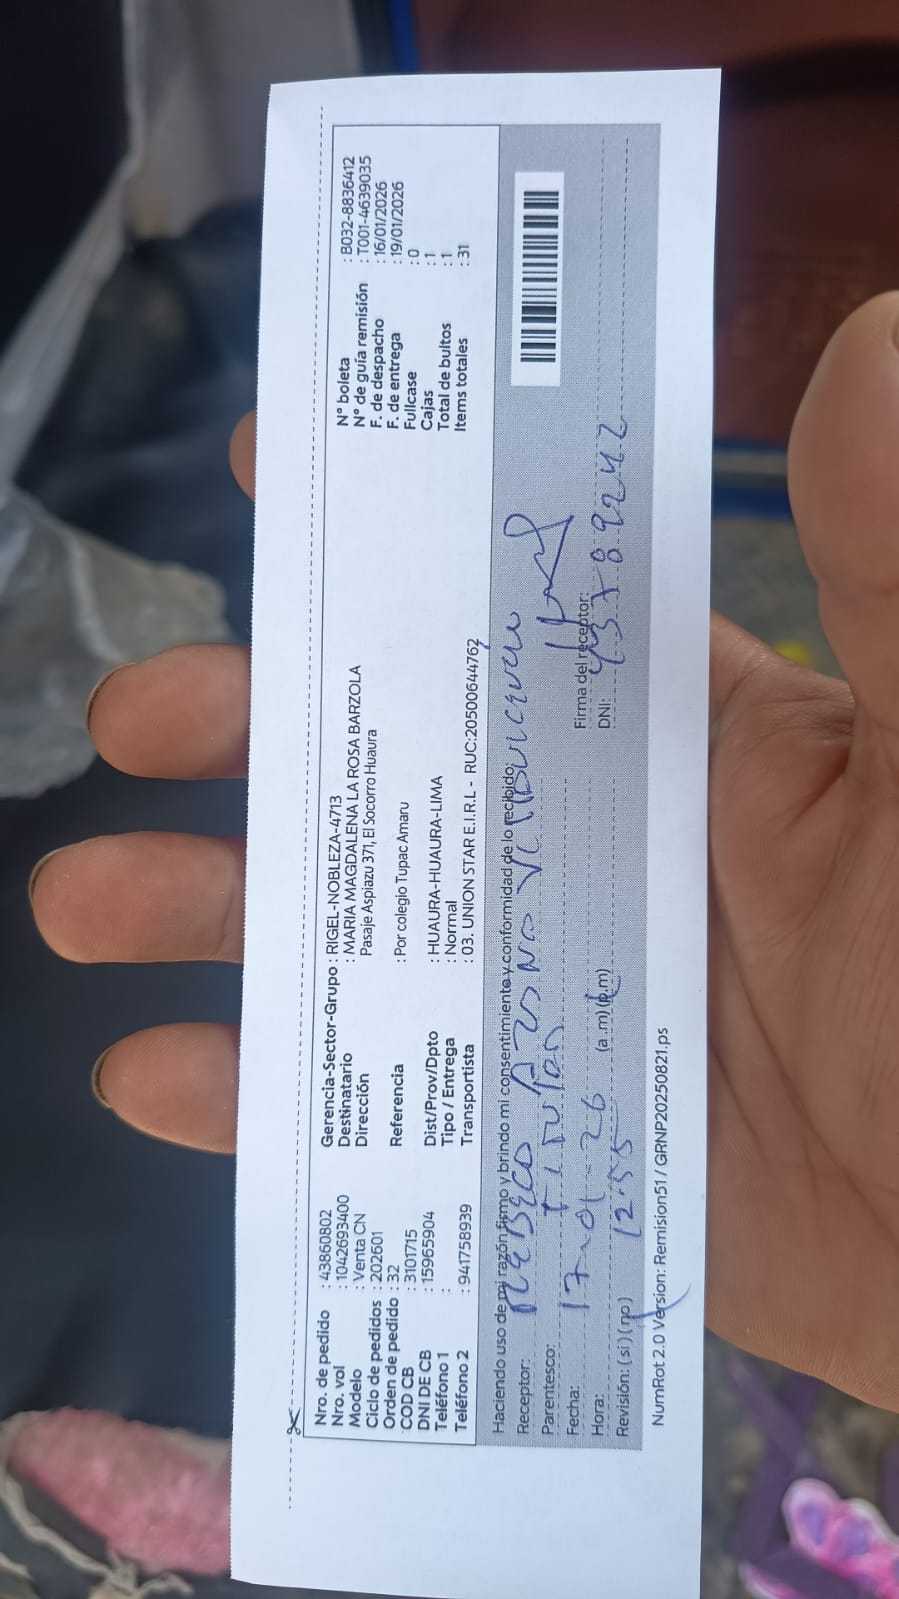 Nro. de pedido : 43860802
Nro. vol : 1042693400
Modelo : Venta CN
Ciclo de pedidos : 202601
Orden de pedido : 32
COD CB : 3101715
DNI DE CB : 15965904
Teléfono 1 :
Teléfono 2 : 941758939
Gerencia-Sector-Grupo : RIGEL-NOBLEZA-4713
Destinatario : MARIA MAGDALENA LA ROSA BARZOLA
Dirección Pasaje Aspiazu 371, El Socorro Huaura
Referencia : Por colegio Tupac Amaru
Dist/Prov/Dpto : HUAURA-HUAURA-LIMA
Tipo / Entrega : Normal
Transportista : 03. UNION STAR E.I.R.L - RUC:20500644762
N° boleta : B032-8836412
N° de guía remisión : T001-4639035
F. de despacho : 16/01/2026
F. de entrega : 19/01/2026
Fullcase : 0
Cajas : 1
Total de bultos : 1
Items totales : 31
Haciendo uso de mi razón firmo y brindo mi consentimiento y conformidad de lo recibido:
Receptor:
Parentesco:
Fecha: 17-01-26
Hora: 12:55 (a .m) (p.m)
Revisión: ( si ) ( no )
Firma del receptor:
DNI:
NumRot 2.0 Version: Remision51 / GRNP20250821.ps